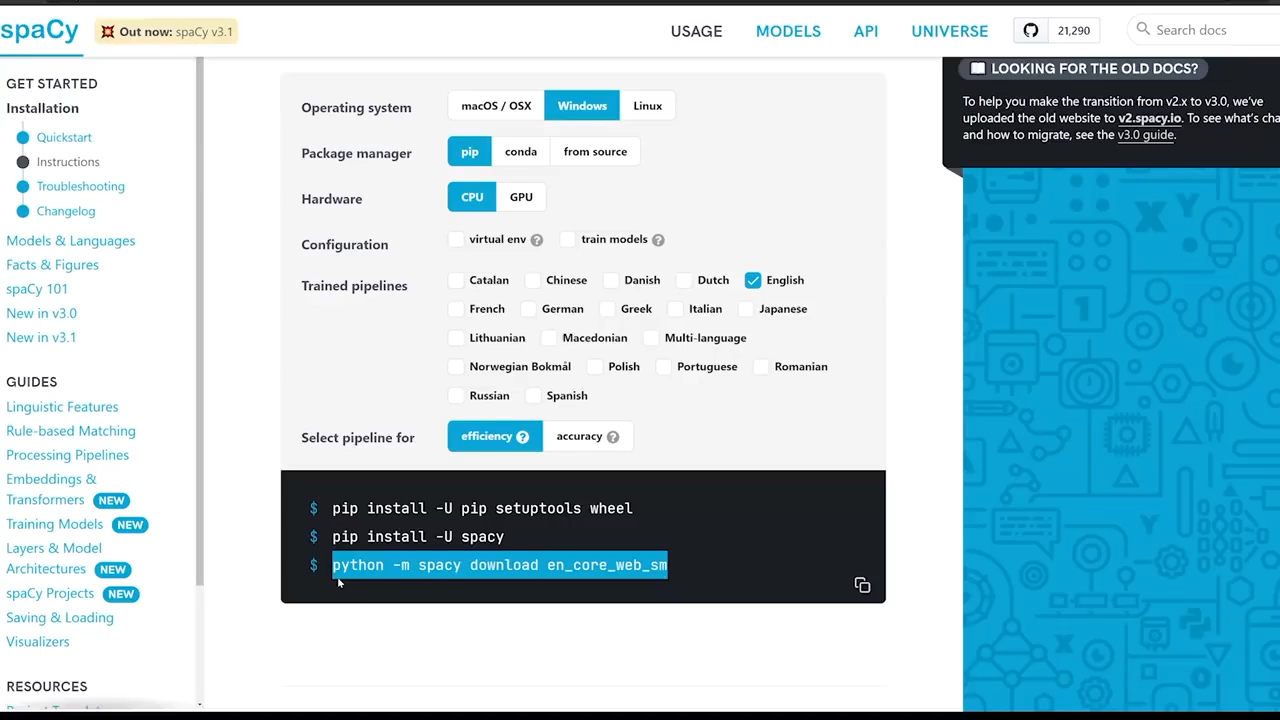 spaCy
Out now: spaCy v3.1
USAGE
MODELS
API
UNIVERSE
21,290
Search docs
GET STARTED
Installation
Quickstart
Instructions
Troubleshooting
Changelog
Models & Languages
Facts & Figures
spaCy 101
New in v3.0
New in v3.1
GUIDES
Linguistic Features
Rule-based Matching
Processing Pipelines
Embeddings &
Transformers NEW
Training Models NEW
Layers & Model
Architectures NEW
spaCy Projects NEW
Saving & Loading
Visualizers
RESOURCES
Operating system
macOS / OSX Windows Linux
Package manager
pip conda from source
Hardware
CPU GPU
Configuration
virtual env ? train models ?
Trained pipelines
Catalan Chinese Danish Dutch English
French German Greek Italian Japanese
Lithuanian Macedonian Multi-language
Norwegian Bokmål Polish Portuguese Romanian
Russian Spanish
Select pipeline for
efficiency ? accuracy ?
$ pip install -U pip setuptools wheel
$ pip install -U spacy
$ python -m spacy download en_core_web_sm
LOOKING FOR THE OLD DOCS?
To help you make the transition from v2.x to v3.0, we've
uploaded the old website to v2.spacy.io. To see what's cha
and how to migrate, see the v3.0 guide.